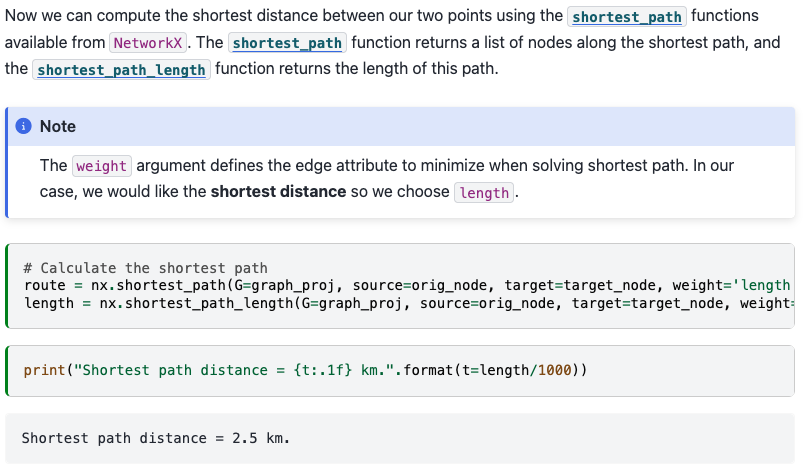 Now we can compute the shortest distance between our two points using the shortest_path functions
available from NetworkX. The shortest_path function returns a list of nodes along the shortest path, and
the shortest_path_length function returns the length of this path.
Note
The weight argument defines the edge attribute to minimize when solving shortest path. In our
case, we would like the shortest distance so we choose length.
# Calculate the shortest path
route = nx.shortest_path(G=graph_proj, source=orig_node, target=target_node, weight='length
length = nx.shortest_path_length(G=graph_proj, source=orig_node, target=target_node, weight=
print("Shortest path distance = {t:.1f} km.".format(t=length/1000))
Shortest path distance = 2.5 km.